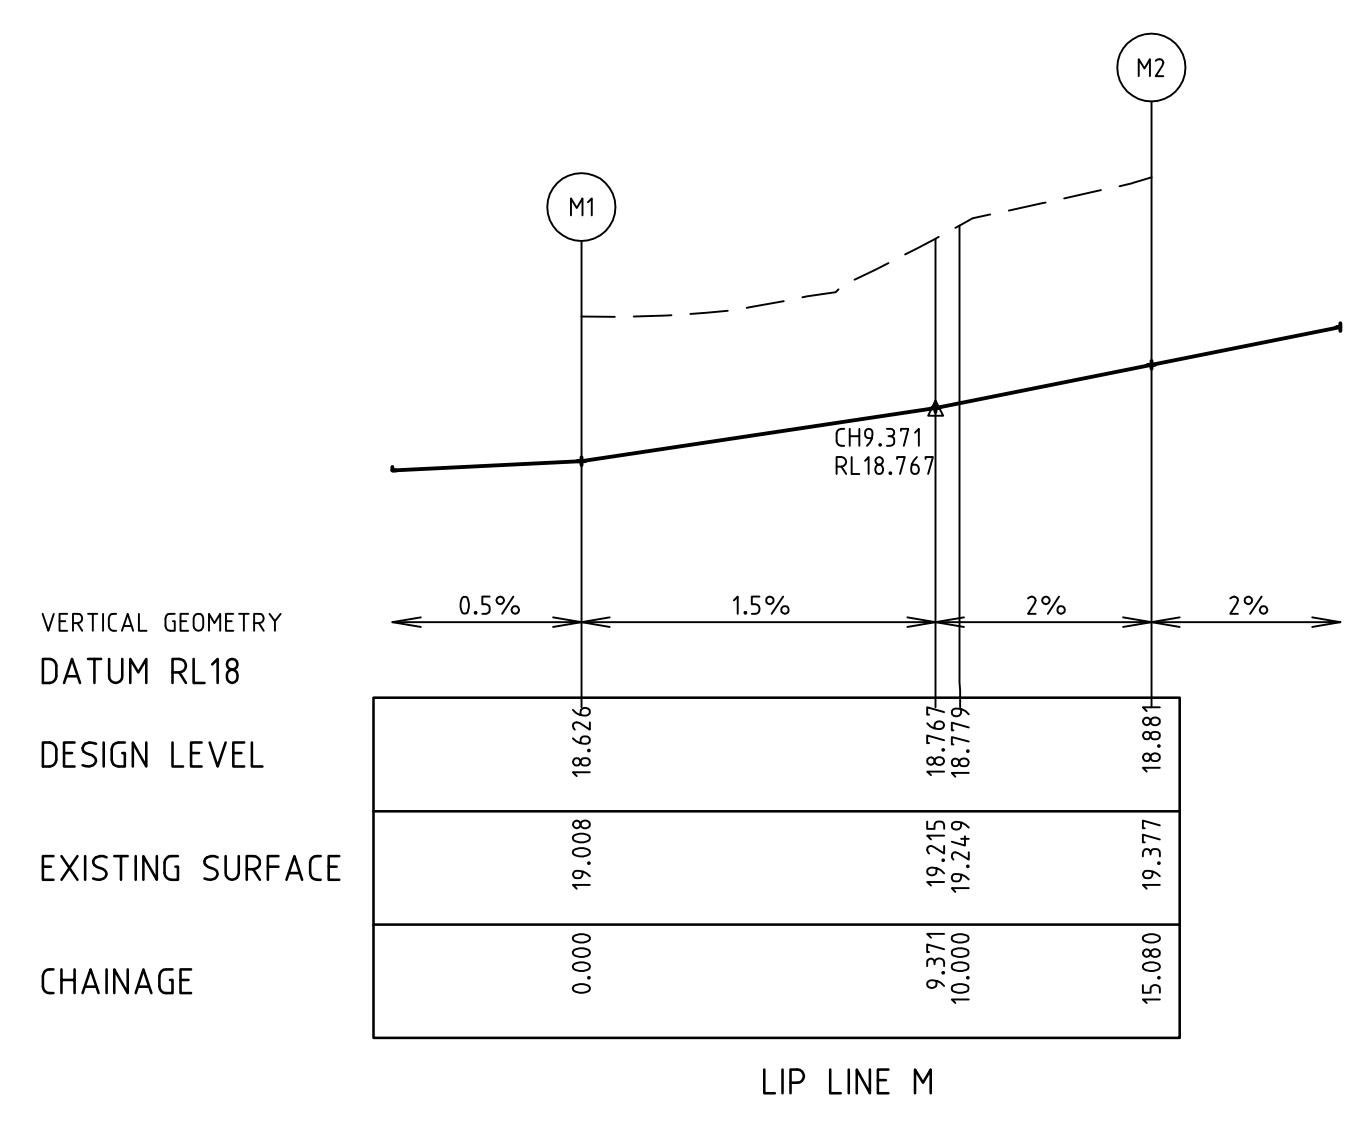 M2
M1
CH9.371
RL18.767
0.5% 1.5% 2% 2%
VERTICAL GEOMETRY
DATUM RL18
DESIGN LEVEL 18.626 18.767 18.779 18.881
EXISTING SURFACE 19.008 19.215 19.249 19.377
CHAINAGE 0.000 9.371 10.000 15.080
LIP LINE M